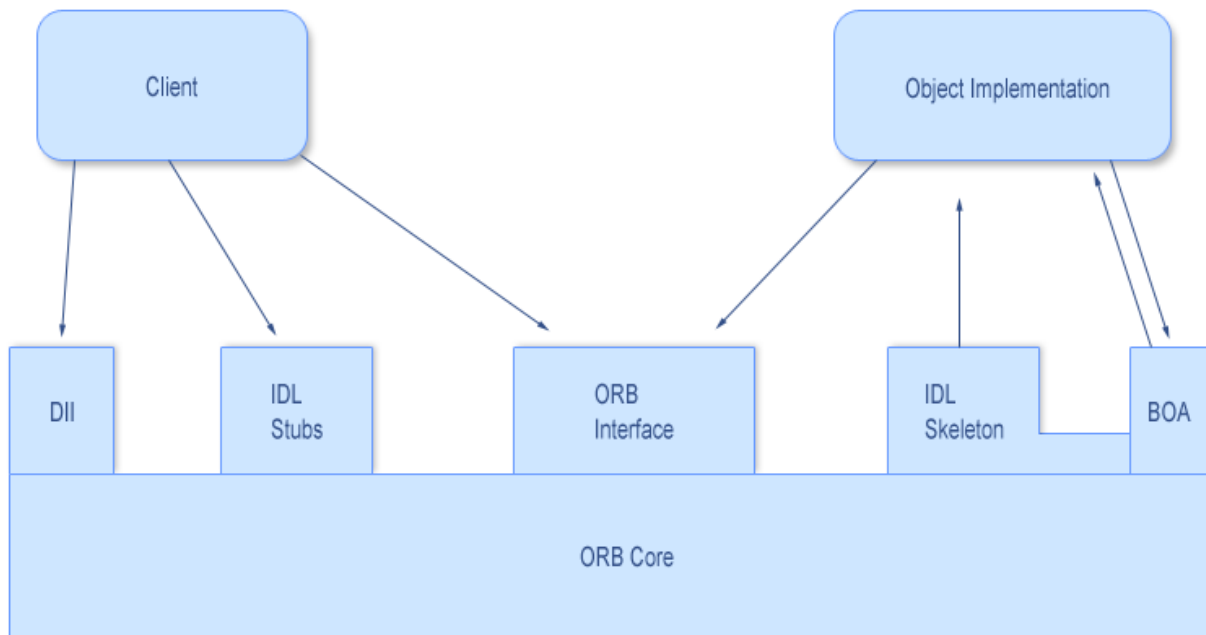 Client
Object Implementation
DII
IDL
Stubs
ORB
Interface
IDL
Skeleton
BOA
ORB Core